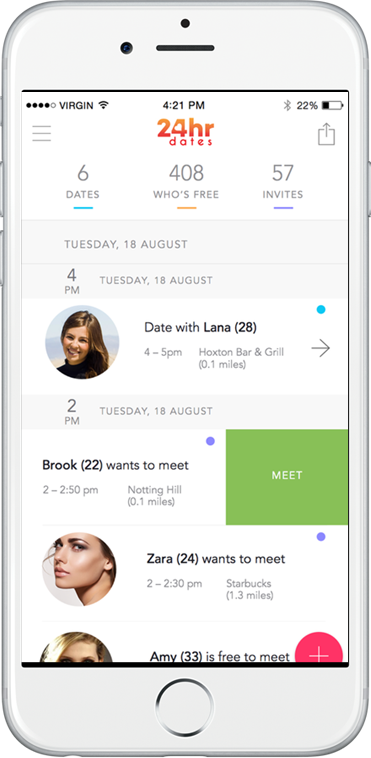 VIRGIN 4:21 PM 22%
24hr
dates
6 408 57
DATES WHO'S FREE INVITES
TUESDAY, 18 AUGUST
4 PM TUESDAY, 18 AUGUST
Date with Lana (28)
4 – 5pm Hoxton Bar & Grill
(0.1 miles)
2 PM TUESDAY, 18 AUGUST
Brook (22) wants to meet
MEET
2 – 2:50 pm Notting Hill
(0.1 miles)
Zara (24) wants to meet
2 – 2:30 pm Starbucks
(1.3 miles)
Amy (33) is free to meet